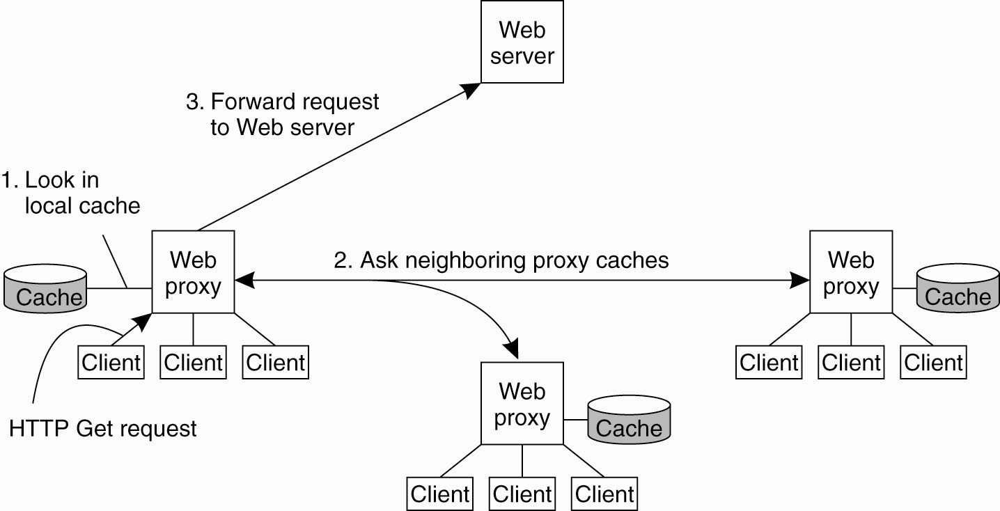 Web
server
3. Forward request
to Web server
1. Look in
local cache
Web
proxy
2. Ask neighboring proxy caches
Web
proxy
Cache
Cache
Client
Client
Client
Client
Client
Client
Web
proxy
Cache
HTTP Get request
Client
Client
Client